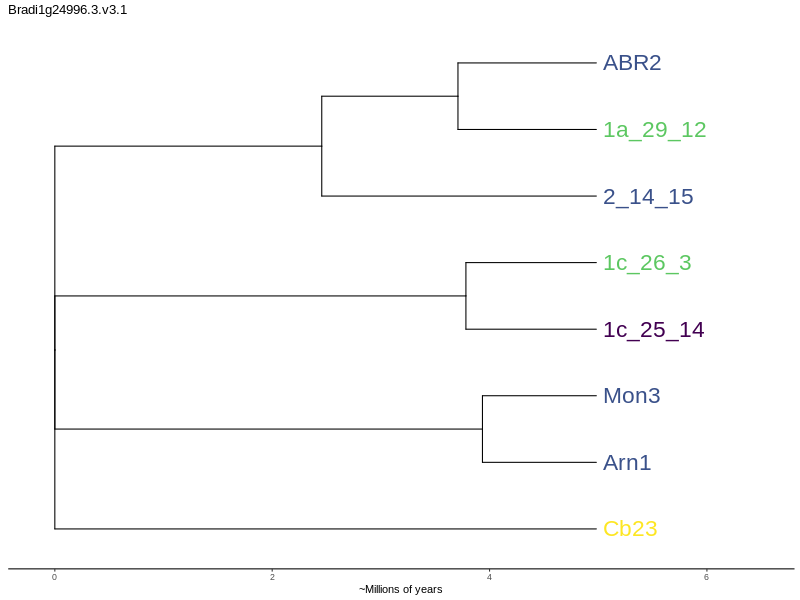 Bradi1g24996.3.v3.1
ABR2
1a_29_12
2_14_15
1c_26_3
1c_25_14
Mon3
Arn1
Cb23
0 2 4 6
~Millions of years